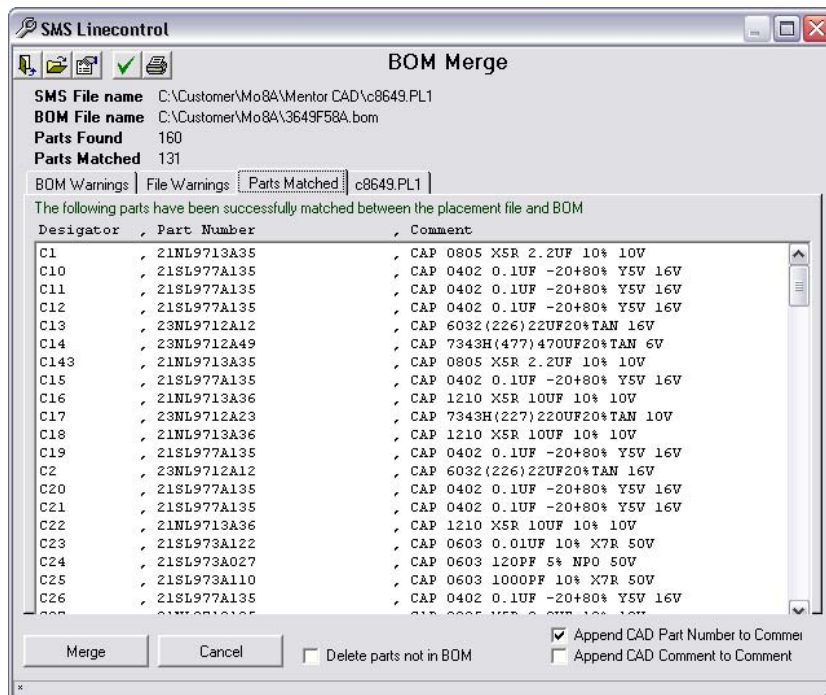 SMS Linecontrol
BOM Merge
SMS File name C:\Customer\Mo8A\Mentor CAD\c8649.PL1
BOM File name C:\Customer\Mo8A\3649F58A.bom
Parts Found 160
Parts Matched 131
BOM Warnings File Warnings Parts Matched c8649.PL1
The following parts have been successfully matched between the placement file and BOM
Desigator , Part Number , Comment
C1 , 21NL9713A35 , CAP 0805 X5R 2.2UF 10% 10V
C10 , 21SL977A135 , CAP 0402 0.1UF -20+80% Y5V 16V
C11 , 21SL977A135 , CAP 0402 0.1UF -20+80% Y5V 16V
C12 , 21SL977A135 , CAP 0402 0.1UF -20+80% Y5V 16V
C13 , 23NL9712A12 , CAP 6032(226)22UF20%TAN 16V
C14 , 23NL9712A49 , CAP 7343H(477)470UF20%TAN 6V
C143 , 21NL9713A35 , CAP 0805 X5R 2.2UF 10% 10V
C15 , 21SL977A135 , CAP 0402 0.1UF -20+80% Y5V 16V
C16 , 21NL9713A36 , CAP 1210 X5R 10UF 10% 10V
C17 , 23NL9712A23 , CAP 7343H(227)220UF20%TAN 10V
C18 , 21NL9713A36 , CAP 1210 X5R 10UF 10% 10V
C19 , 21SL977A135 , CAP 0402 0.1UF -20+80% Y5V 16V
C2 , 23NL9712A12 , CAP 6032(226)22UF20%TAN 16V
C20 , 21SL977A135 , CAP 0402 0.1UF -20+80% Y5V 16V
C21 , 21SL977A135 , CAP 0402 0.1UF -20+80% Y5V 16V
C22 , 21NL9713A36 , CAP 1210 X5R 10UF 10% 10V
C23 , 21SL973A122 , CAP 0603 0.01UF 10% X7R 50V
C24 , 21SL973A027 , CAP 0603 120PF 5% NPO 50V
C25 , 21SL973A110 , CAP 0603 1000PF 10% X7R 50V
C26 , 21SL977A135 , CAP 0402 0.1UF -20+80% Y5V 16V
Append CAD Part Number to Commer
Merge Cancel Delete parts not in BOM
Append CAD Comment to Comment
*